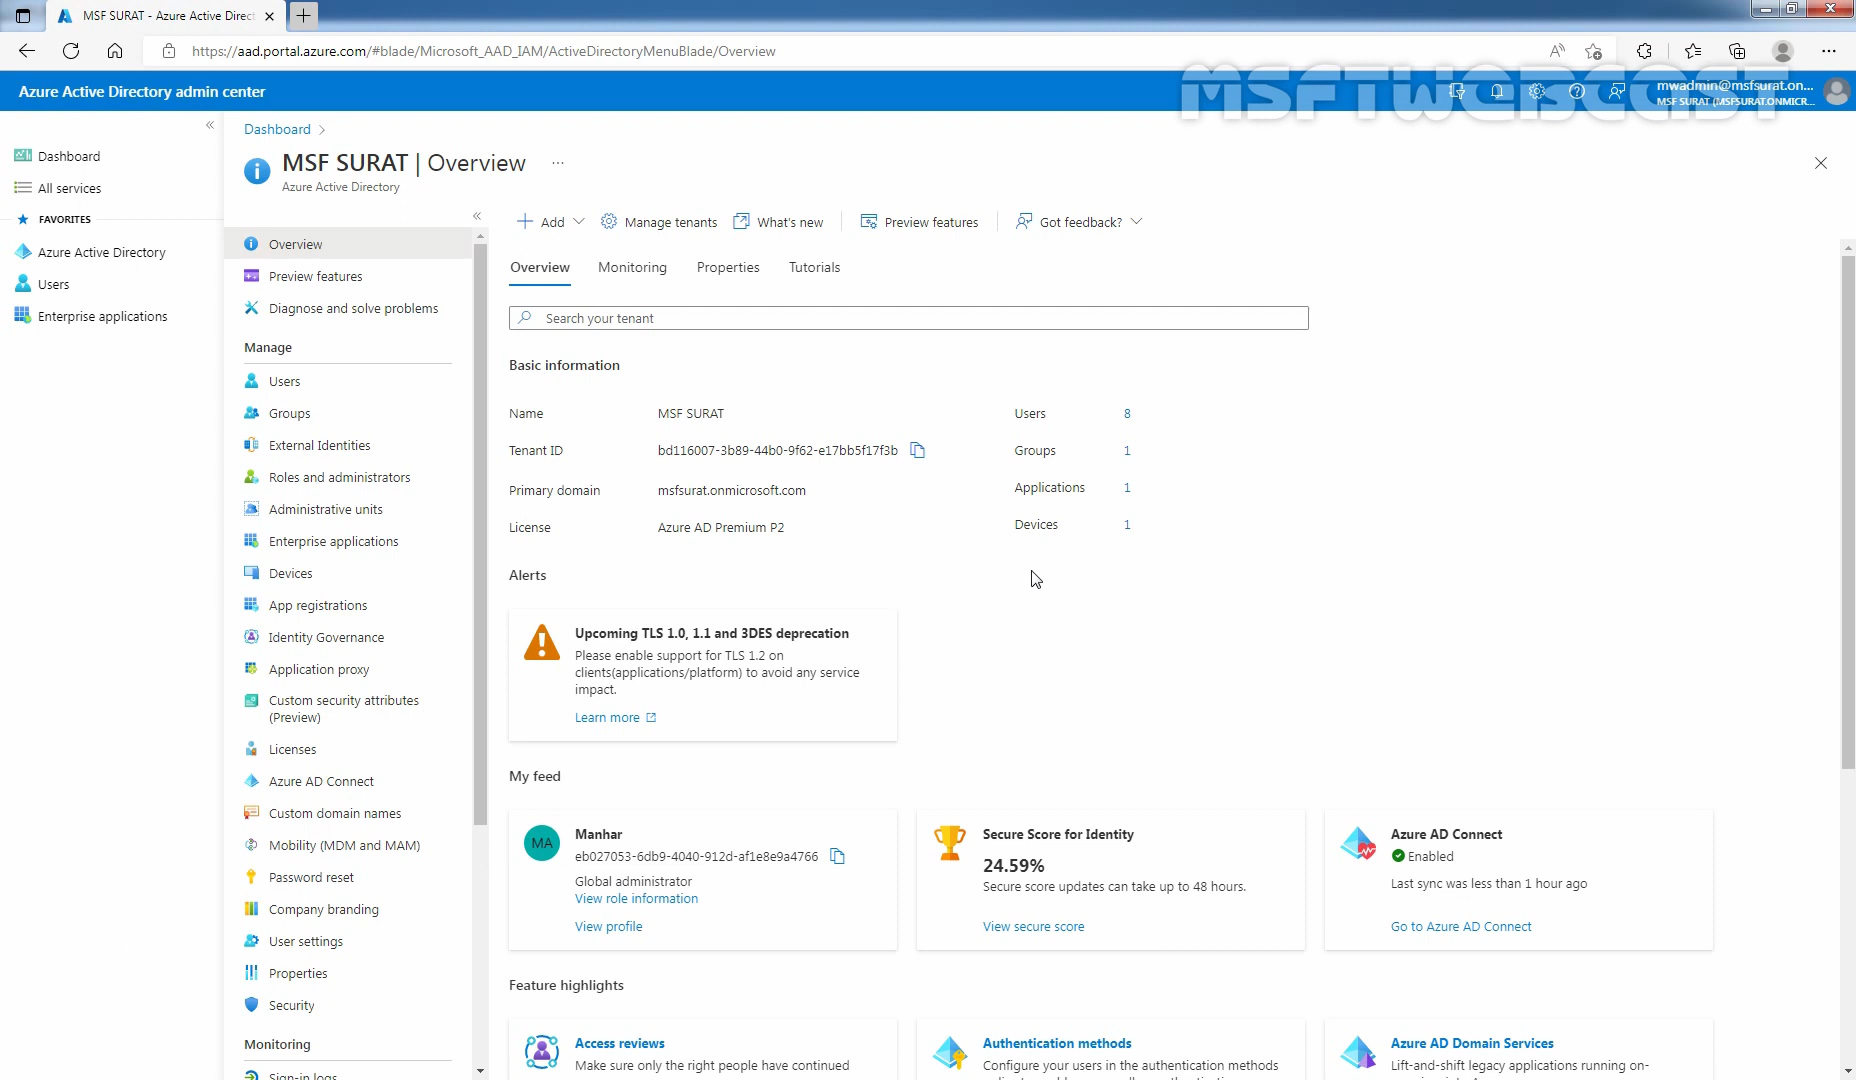 MSF SURAT - Azure Active Direct
https://aad.portal.azure.com/#blade/Microsoft_AAD_IAM/ActiveDirectoryMenuBlade/Overview
MSFTWEBCAST
Azure Active Directory admin center
mwadmin@msfsurat.on...
MSF SURAT (MSFSURAT.ONMICR...
Dashboard
All services
FAVORITES
Azure Active Directory
Users
Enterprise applications
Dashboard >
MSF SURAT | Overview ...
Azure Active Directory
Overview
Preview features
Diagnose and solve problems
Manage
Users
Groups
External Identities
Roles and administrators
Administrative units
Enterprise applications
Devices
App registrations
Identity Governance
Application proxy
Custom security attributes
(Preview)
Licenses
Azure AD Connect
Custom domain names
Mobility (MDM and MAM)
Password reset
Company branding
User settings
Properties
Security
Monitoring
Sign-in logs
Add Manage tenants What's new Preview features Got feedback?
Overview Monitoring Properties Tutorials
Search your tenant
Basic information
Name MSF SURAT Users 8
Tenant ID bd116007-3b89-44b0-9f62-e17bb5f17f3b Groups 1
Primary domain msfsurat.onmicrosoft.com Applications 1
License Azure AD Premium P2 Devices 1
Alerts
Upcoming TLS 1.0, 1.1 and 3DES deprecation
Please enable support for TLS 1.2 on
clients(applications/platform) to avoid any service
impact.
Learn more
My feed
MA
Manhar
eb027053-6db9-4040-912d-af1e8e9a4766
Global administrator
View role information
View profile
Secure Score for Identity
24.59%
Secure score updates can take up to 48 hours.
View secure score
Azure AD Connect
Enabled
Last sync was less than 1 hour ago
Go to Azure AD Connect
Feature highlights
Access reviews
Make sure only the right people have continued
Authentication methods
Configure your users in the authentication methods
Azure AD Domain Services
Lift-and-shift legacy applications running on-